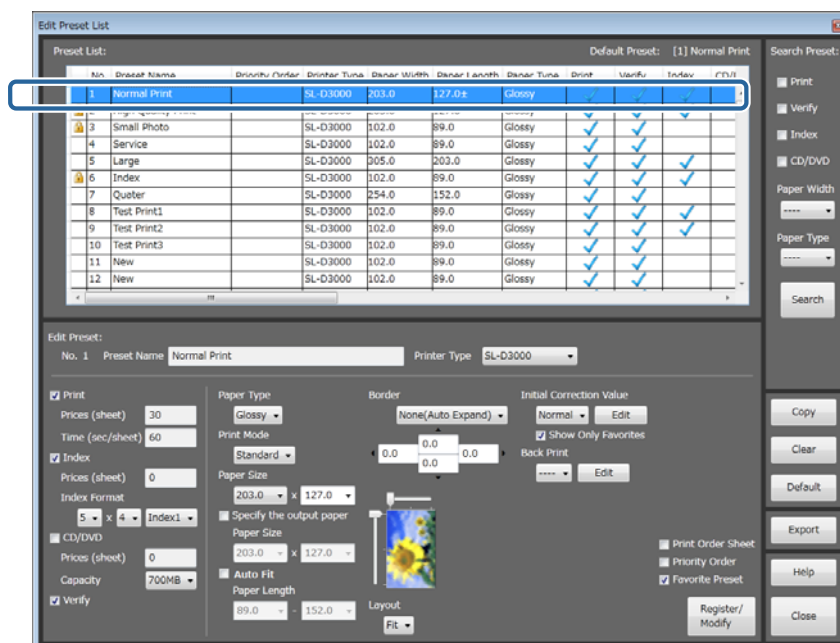 Edit Preset List
Preset List: Default Preset: [1] Normal Print Search Preset:
No. Preset Name Priority Order Printer Type Paper Width Paper Length Paper Type Print Verify Index CD/I
1 Normal Print SL-D3000 203.0 127.0± Glossy
2 High Quality Print
3 Small Photo SL-D3000 102.0 89.0 Glossy
4 Service SL-D3000 102.0 89.0 Glossy
5 Large SL-D3000 305.0 203.0 Glossy
6 Index SL-D3000 102.0 89.0 Glossy
7 Quater SL-D3000 254.0 152.0 Glossy
8 Test Print1 SL-D3000 102.0 89.0 Glossy
9 Test Print2 SL-D3000 102.0 89.0 Glossy
10 Test Print3 SL-D3000 102.0 89.0 Glossy
11 New SL-D3000 102.0 89.0 Glossy
12 New SL-D3000 102.0 89.0 Glossy
Print
Verify
Index
CD/DVD
Paper Width
----
Paper Type
----
Search
Edit Preset:
No. 1 Preset Name Normal Print Printer Type SL-D3000
Print
Prices (sheet) 30
Time (sec/sheet) 60
Index
Prices (sheet) 0
Index Format
5 x 4 Index1
CD/DVD
Prices (sheet) 0
Capacity 700MB
Verify
Paper Type
Glossy
Print Mode
Standard
Paper Size
203.0 x 127.0
Specify the output paper
Paper Size
203.0 x 127.0
Auto Fit
Paper Length
89.0 - 152.0
Border
None(Auto Expand)
0.0
0.0 0.0
0.0
Layout
Fit
Initial Correction Value
Normal Edit
Show Only Favorites
Back Print
---- Edit
Print Order Sheet
Priority Order
Favorite Preset
Register/
Modify
Copy
Clear
Default
Export
Help
Close